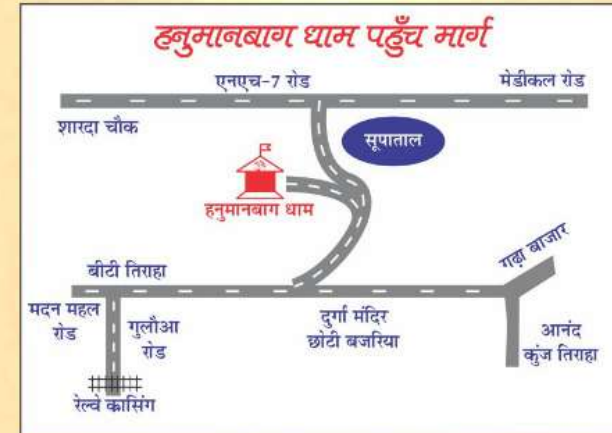 हनुमानबाग धाम पहुँच मार्ग
एनएच-7 रोड
मेडीकल रोड
शारदा चौक
सूपाताल
हनुमानबाग धाम
गढ़ा बाजार
बीटी तिराहा
मदन महल
रोड
गुलौआ
रोड
दुर्गा मंदिर
छोटी बजरिया
आनंद
कुंज तिराहा
रेल्वे क्रासिंग